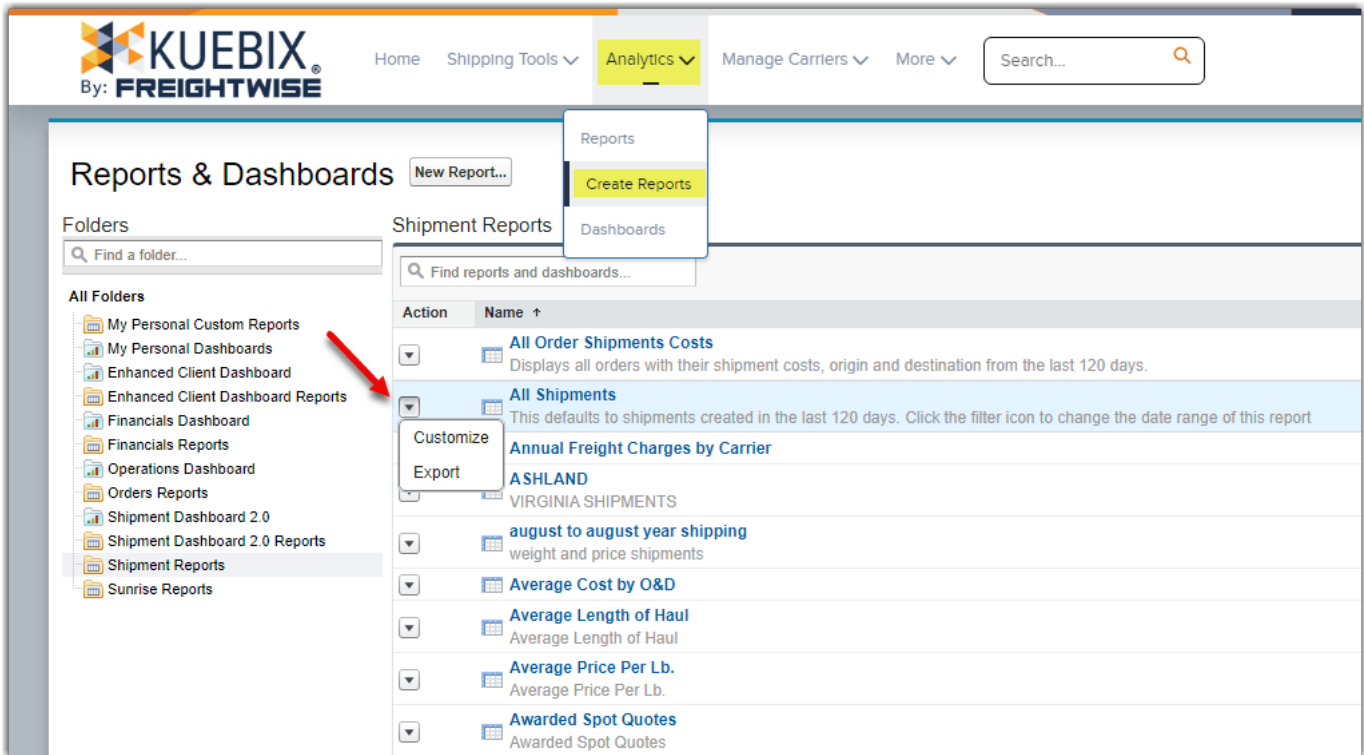 KUEBIX®
By: FREIGHTWISE
Home Shipping Tools Analytics Manage Carriers More Search...
Reports
Create Reports
Dashboards
Reports & Dashboards New Report...
Folders
Find a folder...
All Folders
My Personal Custom Reports
My Personal Dashboards
Enhanced Client Dashboard
Enhanced Client Dashboard Reports
Financials Dashboard
Financials Reports
Operations Dashboard
Orders Reports
Shipment Dashboard 2.0
Shipment Dashboard 2.0 Reports
Shipment Reports
Sunrise Reports
Shipment Reports
Find reports and dashboards...
Action Name ↑
All Order Shipments Costs
Displays all orders with their shipment costs, origin and destination from the last 120 days.
All Shipments
This defaults to shipments created in the last 120 days. Click the filter icon to change the date range of this report
Customize
Export
Annual Freight Charges by Carrier
ASHLAND
VIRGINIA SHIPMENTS
august to august year shipping
weight and price shipments
Average Cost by O&D
Average Length of Haul
Average Length of Haul
Average Price Per Lb.
Average Price Per Lb.
Awarded Spot Quotes
Awarded Spot Quotes